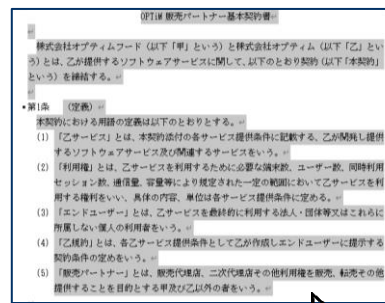 OPTiM 販売パートナー基本契約書
株式会社オプティムフード（以下「甲」という）と株式会社オプティム（以下「乙」とい
う）とは、乙が提供するソフトウェアサービスに関して、以下のとおり契約（以下「本契約」
という）を締結する。
第1条　（定義）
本契約における用語の定義は以下のとおりとする。
(1) 「乙サービス」とは、本契約添付の各サービス提供条件に記載する、乙が開発し提供
するソフトウェアサービス及び関連するサービスをいう。
(2) 「利用権」とは、乙サービスを利用するために必要な端末数、ユーザー数、同時利用
セッション数、通信量、容量等により規定された一定の範囲において乙サービスを利
用する権利をいい、具体の内容、単位は各サービス提供条件に定める。
(3) 「エンドユーザー」とは、乙サービスを最終的に利用する法人・団体等又はこれらに
所属しない個人の利用者をいう。
(4) 「乙規約」とは、各乙サービス提供条件として乙が作成しエンドユーザーに提示する
契約条件の定めをいう。
(5) 「販売パートナー」とは、販売代理店、二次代理店その他利用権を販売、転売その他
提供することを目的とする甲及び乙以外の者をいう。